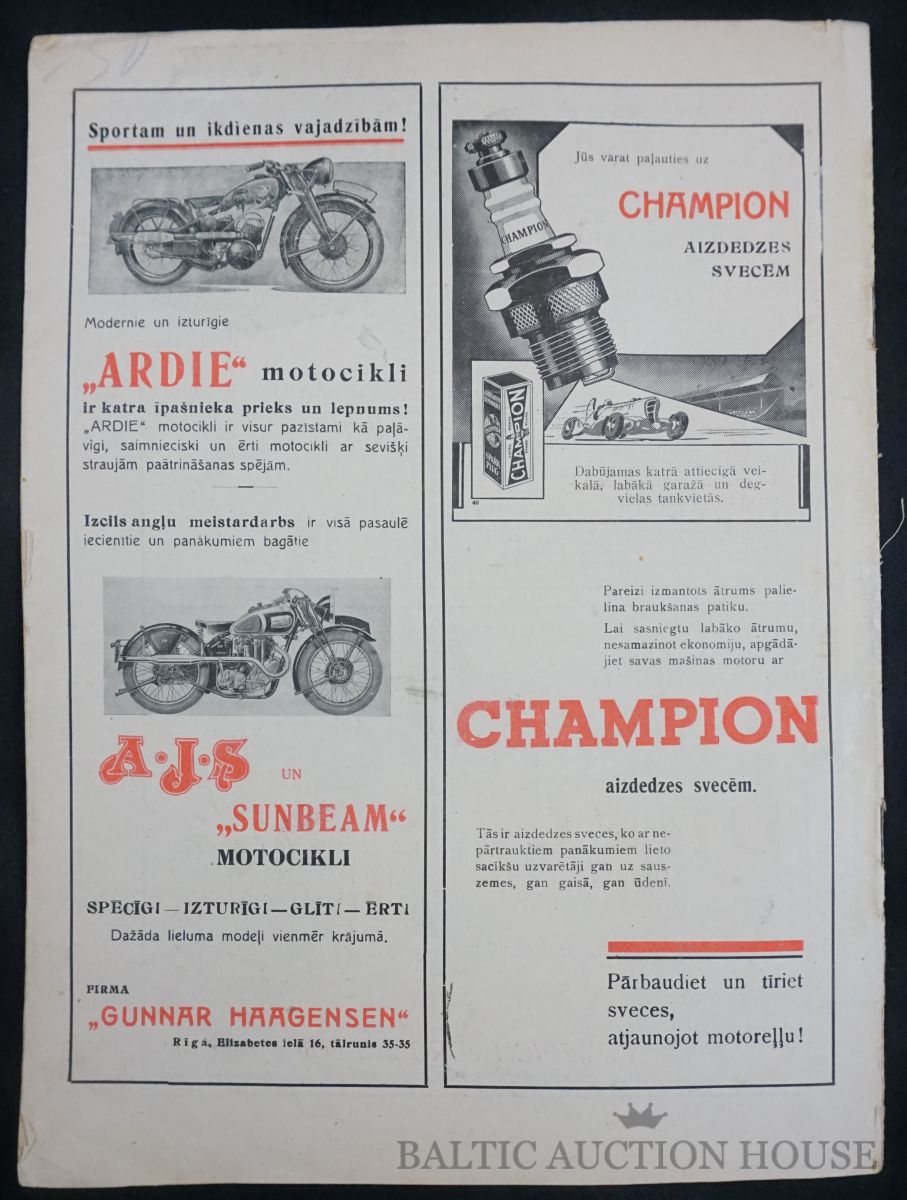 Sportam un ikdienas vajadzībām!
Modernie un izturīgie
„ARDIE“ motocikli
ir katra īpašnieka prieks un lepnums!
„ARDIE“ motocikli ir visur pazīstami kā paļā-
vīgi, saimnieciski un ērti motocikli ar sevišķi
straujām paātrināšanas spējām.
Izcils angļu meistardarbs ir visā pasaulē
iecienītie un panākumiem bagātie
A·J·S UN
„SUNBEAM“
MOTOCIKLI
SPĒCĪGI — IZTURĪGI — GLĪTI — ĒRTI
Dažāda lieluma modeļi vienmēr krājumā.
FIRMA
„GUNNAR HAAGENSEN“
Rīgā, Elizabetes ielā 16, tālrunis 35-35
Jūs varat paļauties uz
CHAMPION
AIZDEDZES
SVECĒM
CHAMPION
CHAMPION
SPARK
PLUG
Dabūjamas katrā attiecīgā vei-
kalā, labākā garažā un deg-
vielas tankvietās.
46
Pareizi izmantots ātrums palie-
lina braukšanas patiku.
Lai sasniegtu labāko ātrumu,
nesamazinot ekonomiju, apgādā-
jiet savas mašinas motoru ar
CHAMPION
aizdedzes svecēm.
Tās ir aizdedzes sveces, ko ar ne-
pārtrauktiem panākumiem lieto
sacīkšu uzvarētāji gan uz saus-
zemes, gan gaisā, gan ūdenī.
Pārbaudiet un tīriet
sveces,
atjaunojot motoreļļu!
BALTIC AUCTION HOUSE